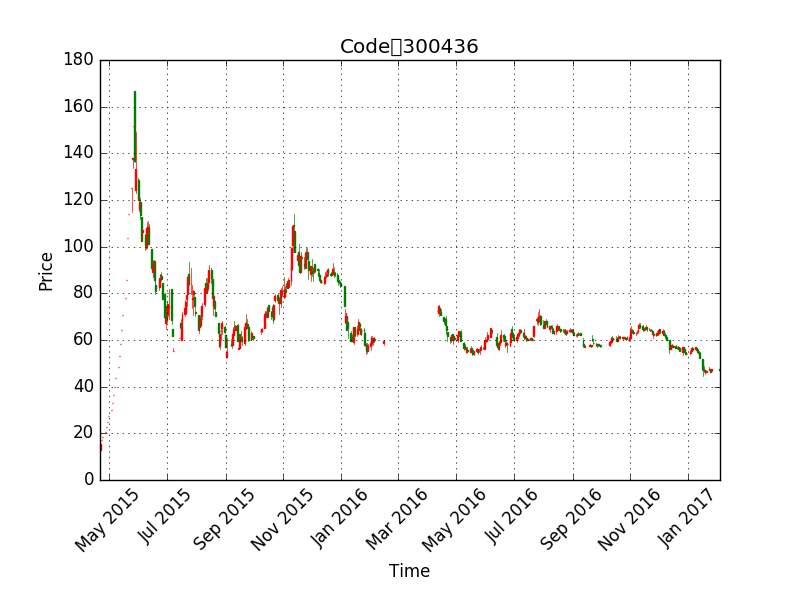 Code▯300436
180
160
140
120
100
80
60
40
20
0
Price
May 2015
Jul 2015
Sep 2015
Nov 2015
Jan 2016
Mar 2016
May 2016
Jul 2016
Sep 2016
Nov 2016
Jan 2017
Time